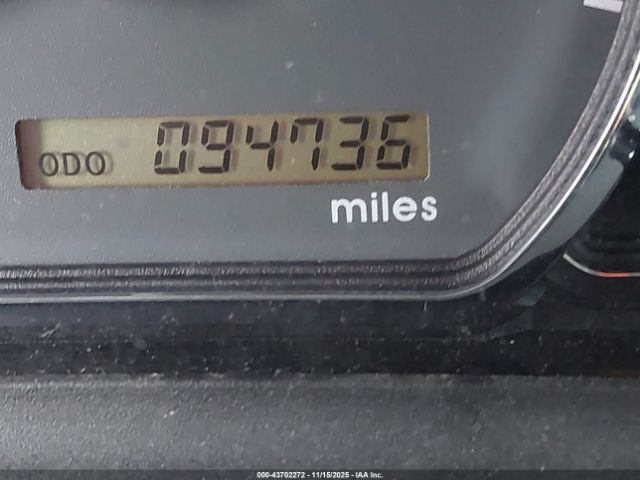 ODO 094736
miles
000-43702272 - 11/15/2025 - IAA Inc.